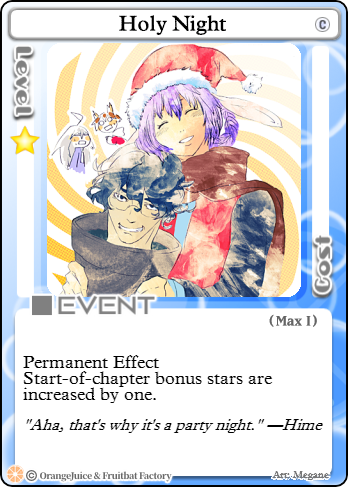 Holy Night
C
Level
Cost
EVENT
(Max 1)
Permanent Effect
Start-of-chapter bonus stars are
increased by one.
"Aha, that's why it's a party night." —Hime
© OrangeJuice & Fruitbat Factory
Art: Megane